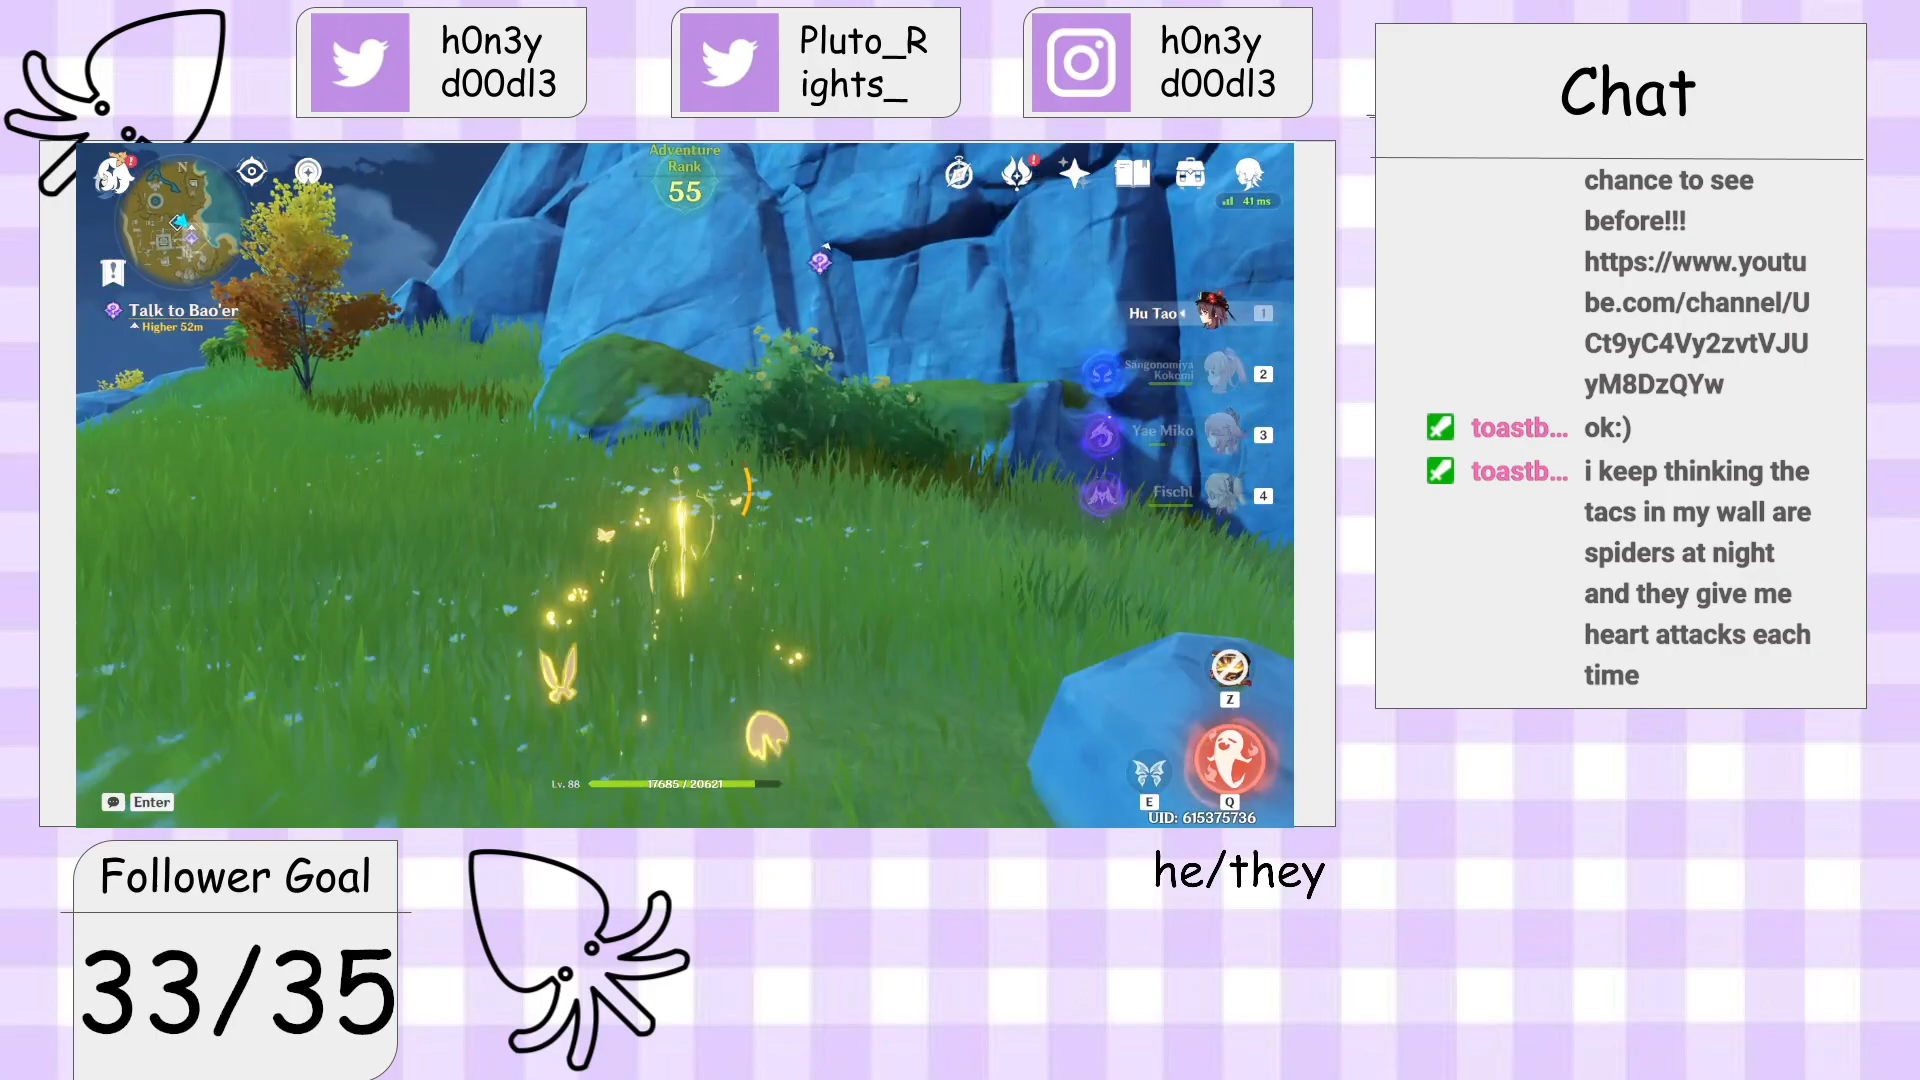 h0n3y
d00dl3
Pluto_R
ights_
h0n3y
d00dl3
Chat
chance to see
before!!!
https://www.youtu
be.com/channel/U
Ct9yC4Vy2zvtVJU
yM8DzQYw
toastb... ok:)
toastb... i keep thinking the
tacs in my wall are
spiders at night
and they give me
heart attacks each
time
N
Adventure
Rank
55
41 ms
Talk to Bao'er
Higher 52m
Hu Tao 1
Sangonomiya
Kokomi 2
Yae Miko 3
Fischl 4
Z
E
Q
Lv. 88 17685 / 20621
Enter
UID: 615375736
Follower Goal
33/35
he/they